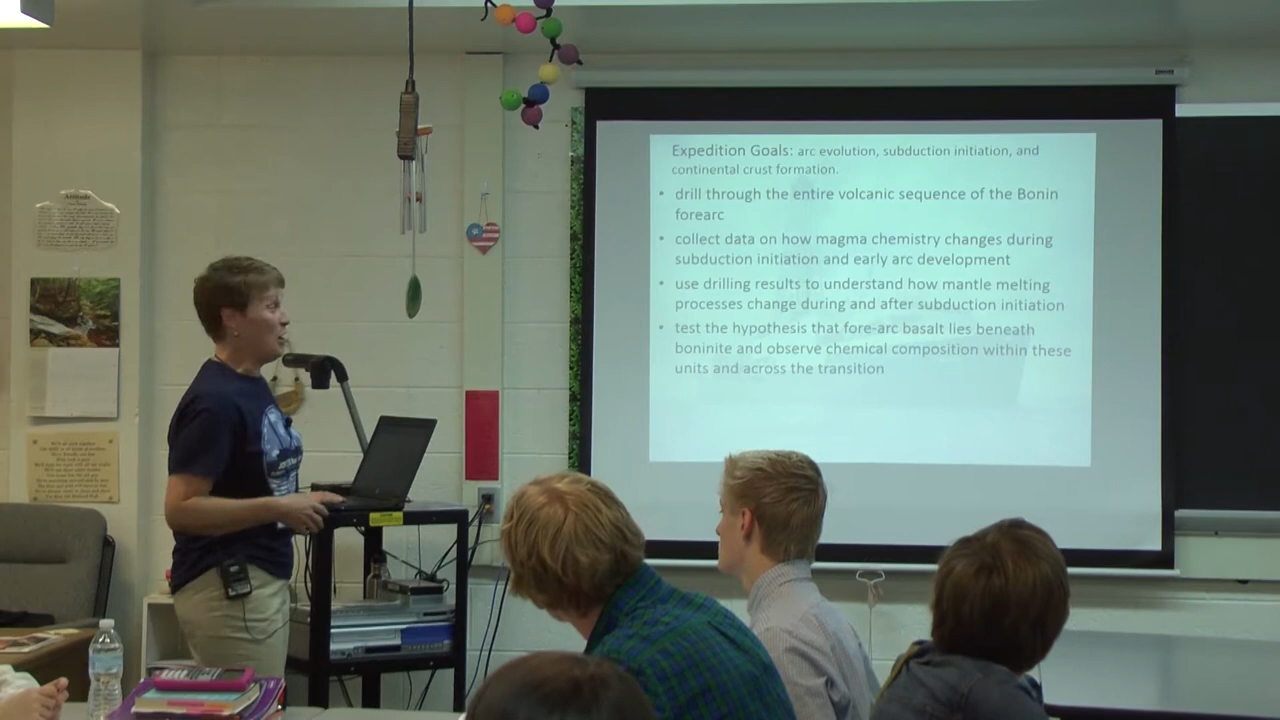 Expedition Goals: arc evolution, subduction initiation, and
continental crust formation.
• drill through the entire volcanic sequence of the Bonin
forearc
• collect data on how magma chemistry changes during
subduction initiation and early arc development
• use drilling results to understand how mantle melting
processes change during and after subduction initiation
• test the hypothesis that fore-arc basalt lies beneath
boninite and observe chemical composition within these
units and across the transition
Attitude